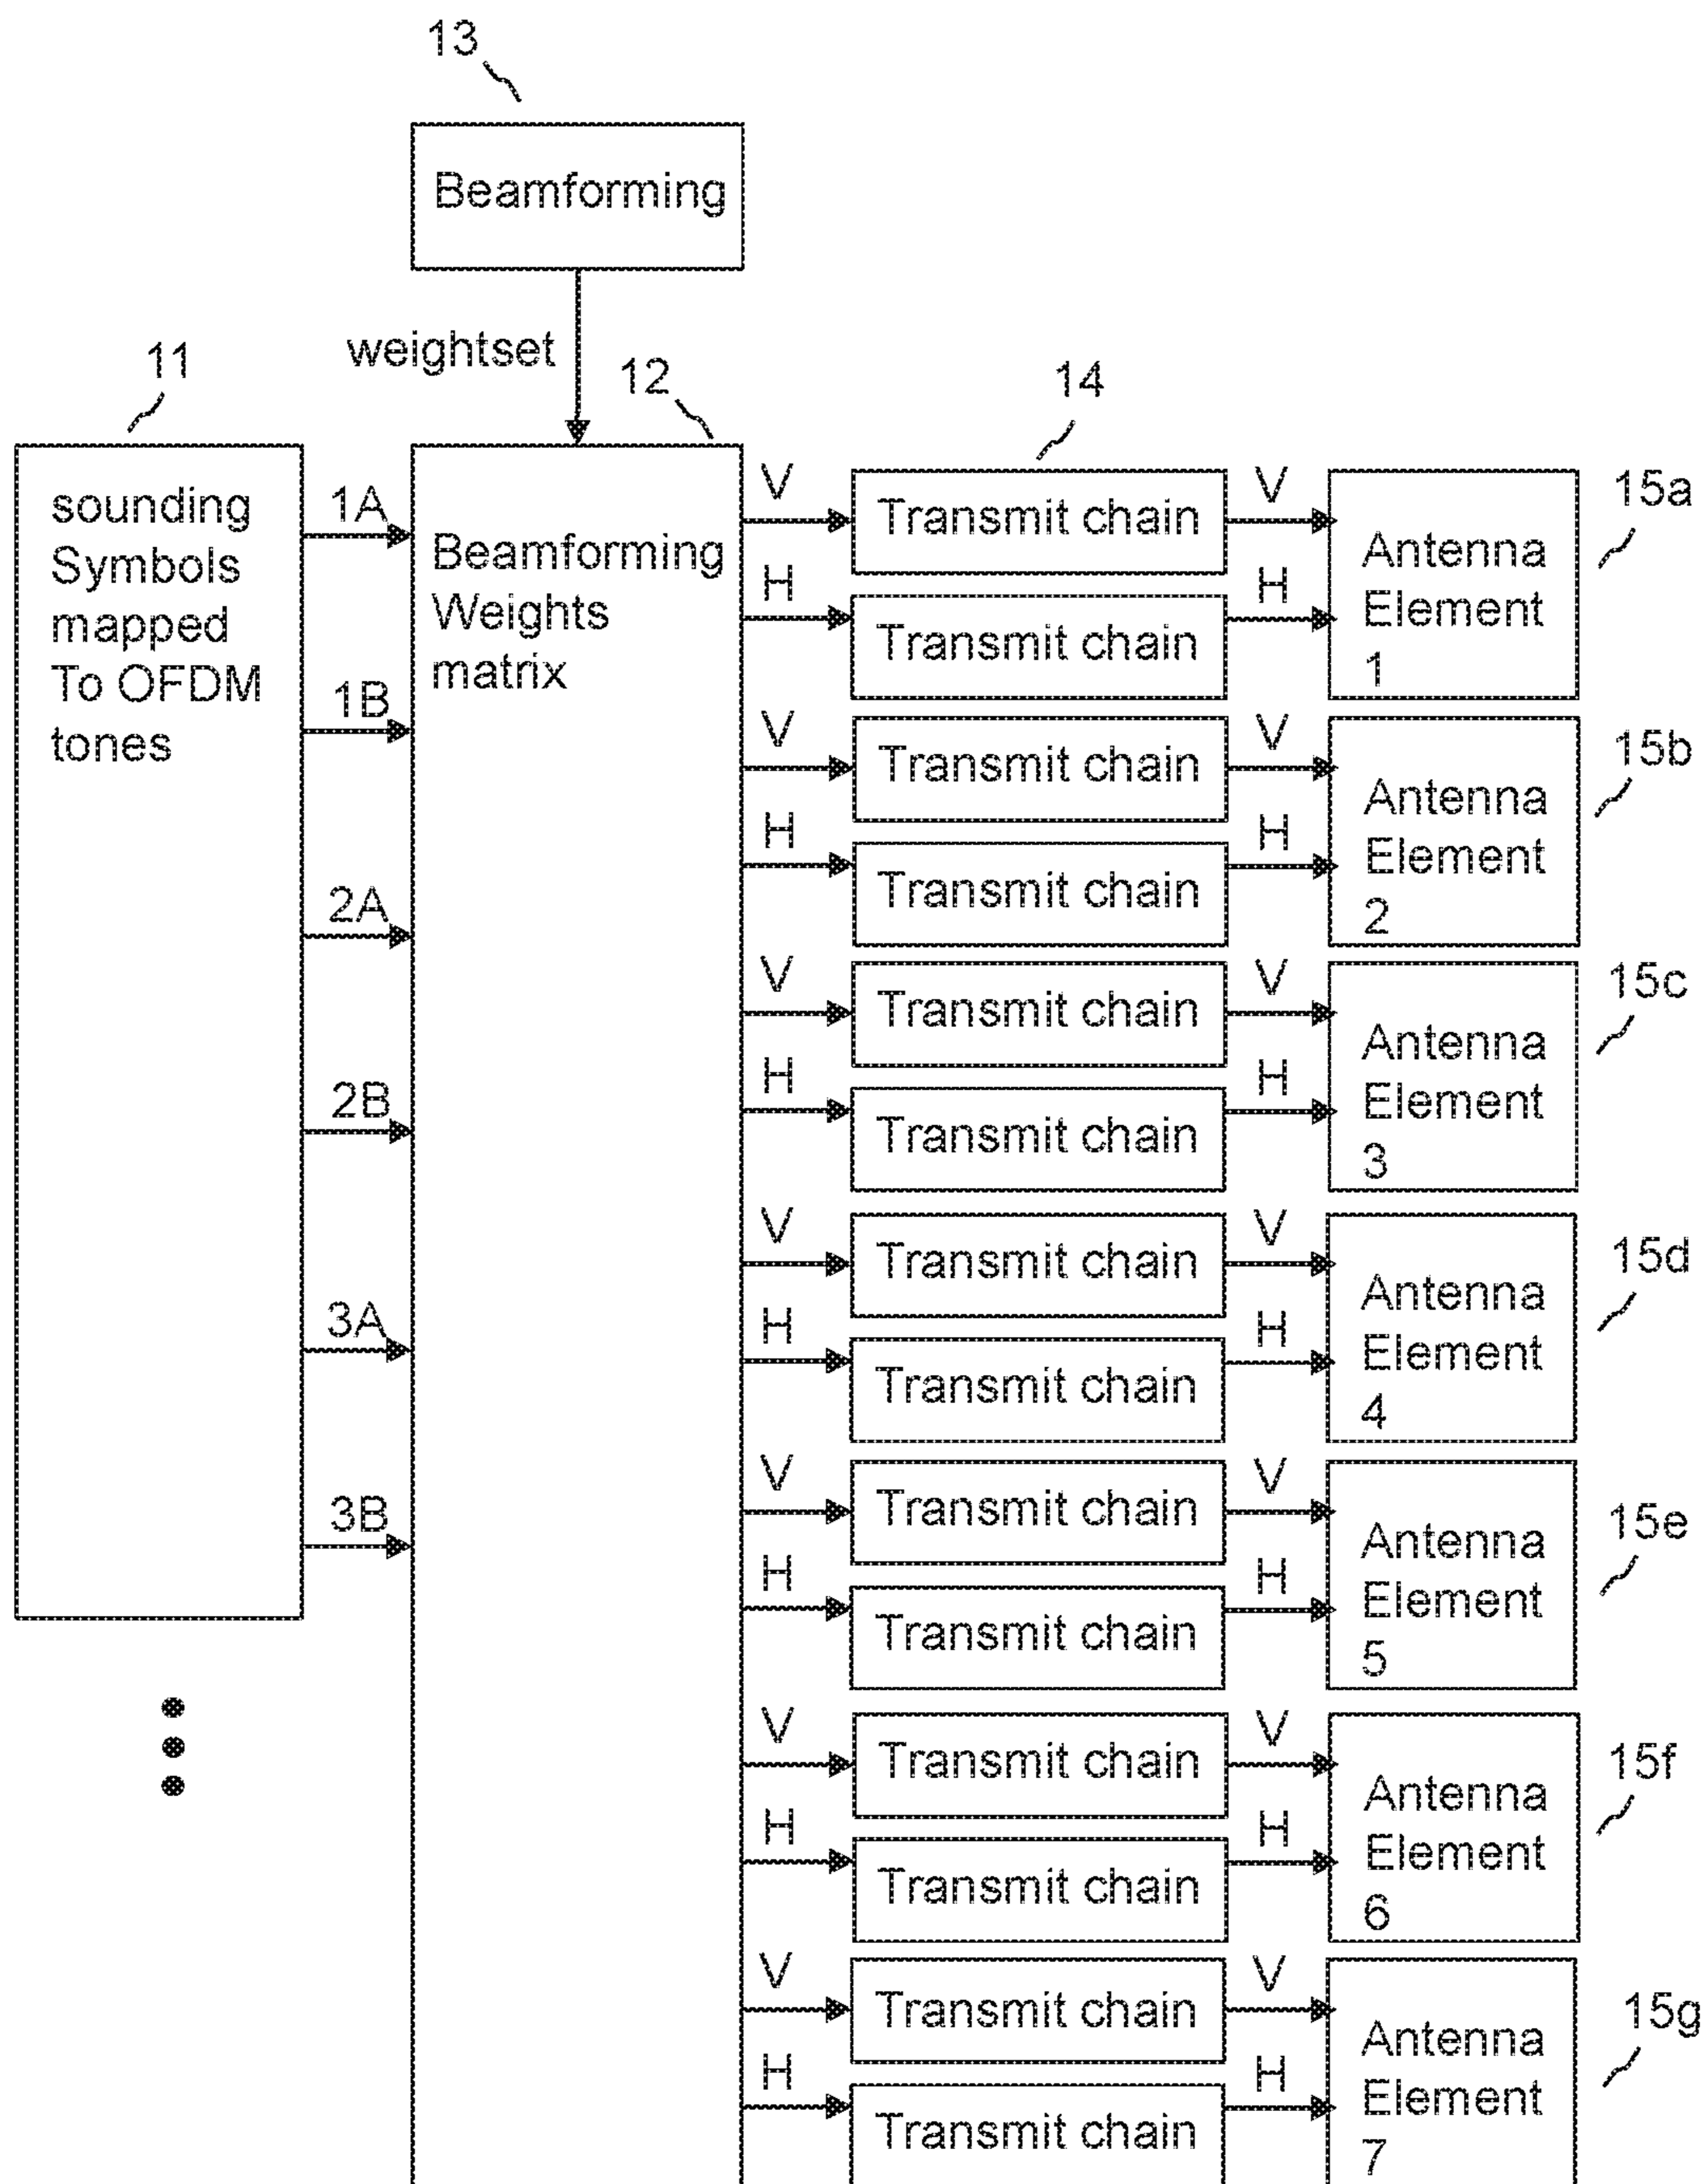 13
Beamforming
weightset
11
12
14
sounding
Symbols
mapped
To OFDM
tones
1A
1B
2A
2B
3A
3B
Beamforming
Weights
matrix
V
Transmit chain
V
H
Transmit chain
H
Antenna
Element
1
15a
V
Transmit chain
V
H
Transmit chain
H
Antenna
Element
2
15b
V
Transmit chain
V
H
Transmit chain
H
Antenna
Element
3
15c
V
Transmit chain
V
H
Transmit chain
H
Antenna
Element
4
15d
V
Transmit chain
V
H
Transmit chain
H
Antenna
Element
5
15e
V
Transmit chain
V
H
Transmit chain
H
Antenna
Element
6
15f
V
Transmit chain
V
H
Transmit chain
H
Antenna
Element
7
15g